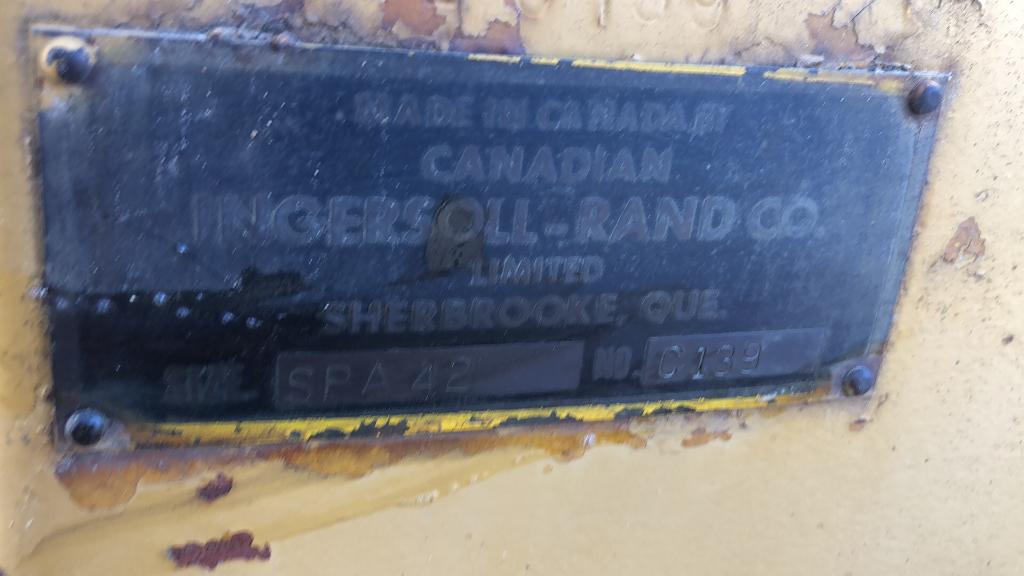 MADE IN CANADA BY
CANADIAN
INGERSOLL-RAND CO.
LIMITED
SHERBROOKE, QUE.
SPA 42 NO. C139